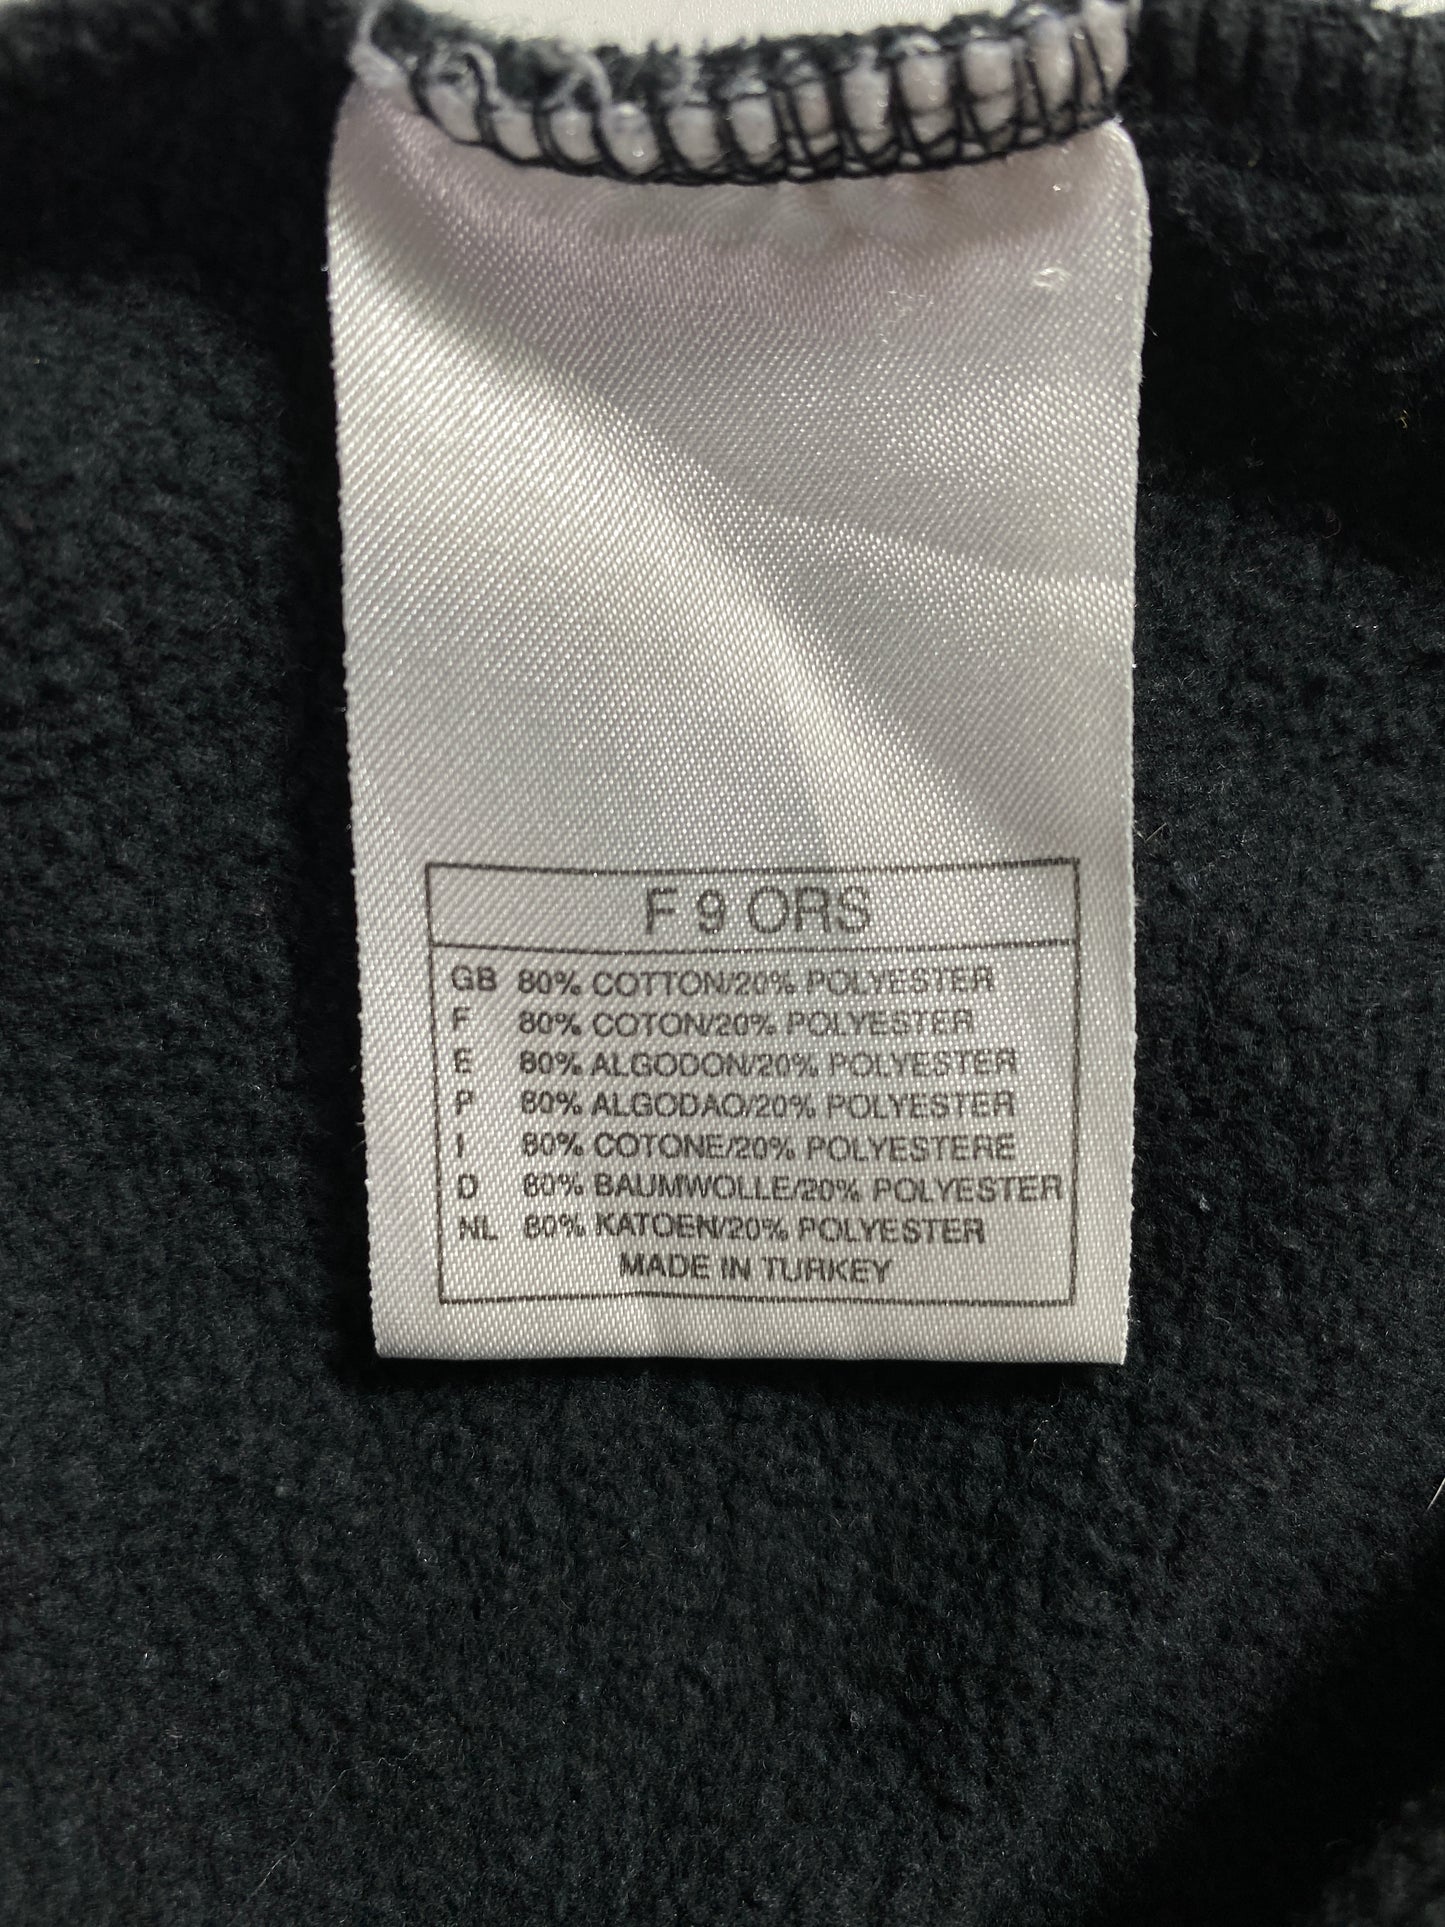 F 9 ORS
GB 80% COTTON/20% POLYESTER
F 80% COTON/20% POLYESTER
E 80% ALGODON/20% POLYESTER
P 80% ALGODAO/20% POLYESTER
I 80% COTONE/20% POLYESTERE
D 80% BAUMWOLLE/20% POLYESTER
NL 80% KATOEN/20% POLYESTER
MADE IN TURKEY